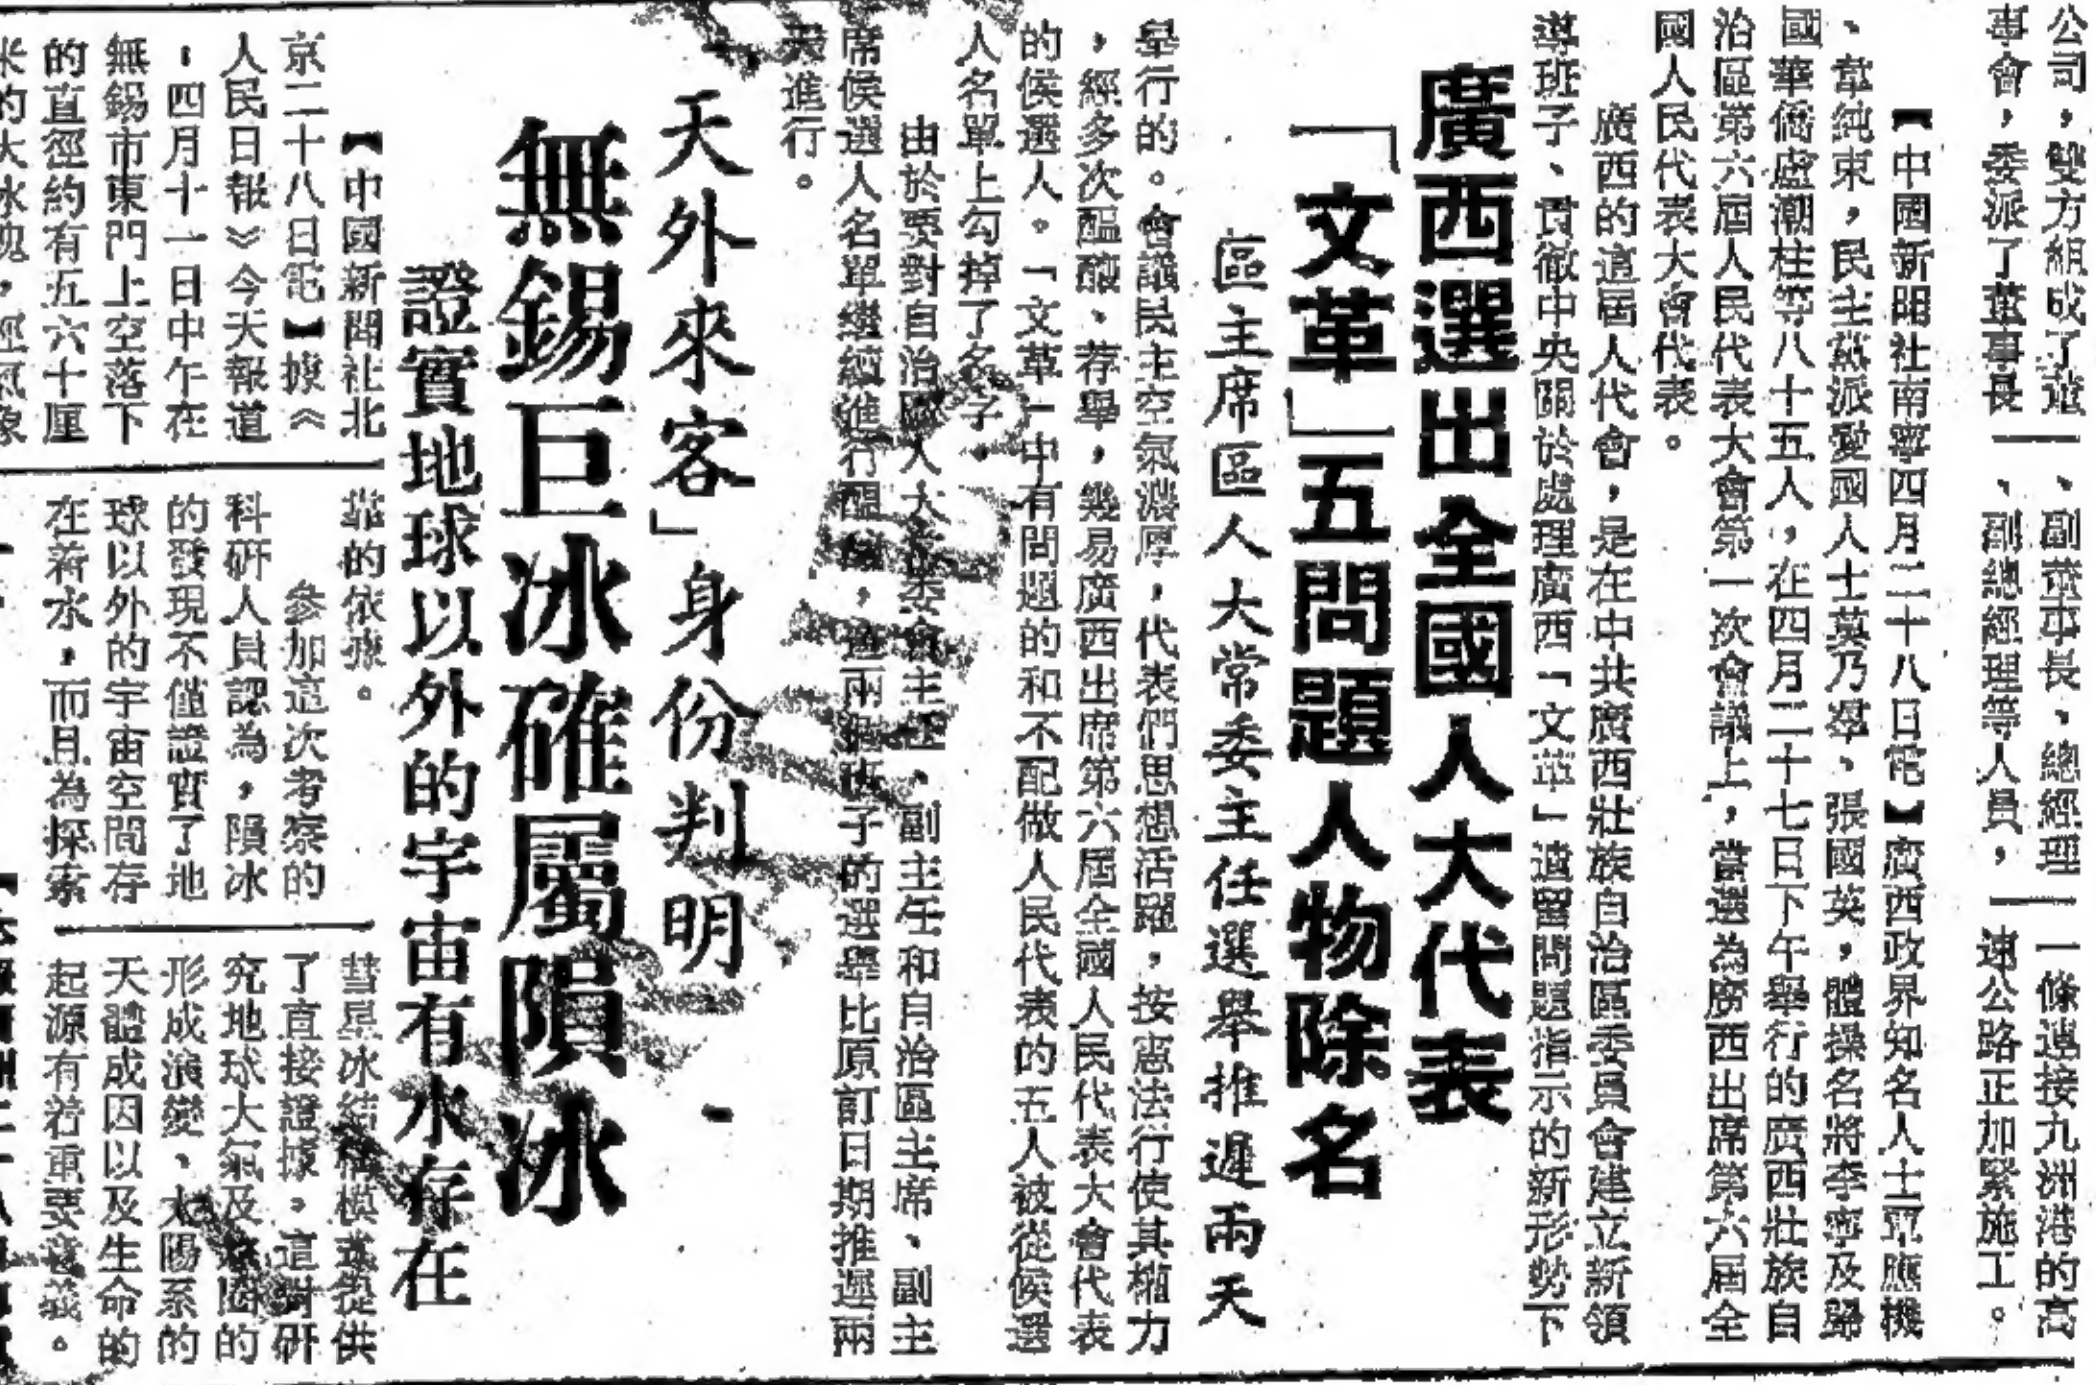 公司，雙方組成了董
事會，委派了董事長
、副董事長、總經理
、副總經理等人員，
一條連接九洲港的高
速公路正加緊施工。
廣西選出全國人大代表
「文革」五問題人物除名
區主席區人大常委主任選舉推遲兩天
【中國新聞社南寧四月二十八日電】廣西政界知名人士覃應機
、韋純束，民主黨派愛國人士莫乃羣、張國英，體操名將李寧及歸
國華僑盧潮柱等八十五人，在四月二十七日下午舉行的廣西壯族自
治區第六屆人民代表大會第一次會議上，當選為廣西出席第六屆全
國人民代表大會代表。
廣西的這屆人代會，是在中共廣西壯族自治區委員會建立新領
導班子、貫徹中央關於處理廣西「文革」遺留問題指示的新形勢下
舉行的。會議民主空氣濃厚，代表們思想活躍，按憲法行使其權力
，經多次醞釀、荐舉，幾易廣西出席第六屆全國人民代表大會代表
的侯選人。「文革」中有問題的和不配做人民代表的五人被從侯選
人名單上勾掉了名字。
由於要對自治區人大常委會主任、副主任和自治區主席、副主
席侯選人名單繼續進行醞釀，這兩個班子的選舉比原訂日期推遲兩
天進行。
天外來客」身份判明
無錫巨冰確屬隕冰
證實地球以外的宇宙有水存在
【中國新聞社北
京二十八日電】據《
人民日報》今天報道
，四月十一日中午在
無錫市東門上空落下
的直徑約有五六十厘
米的大冰塊，經氣象
靠的依據。
參加這次考察的
科研人員認為，隕冰
的發現不僅證實了地
球以外的宇宙空間存
在着水，而且為探索
彗星冰結構模式提供
了直接證據。這對研
究地球大氣及 的
形成演變、太陽系的
天體成因以及生命的
起源有着重要意義。